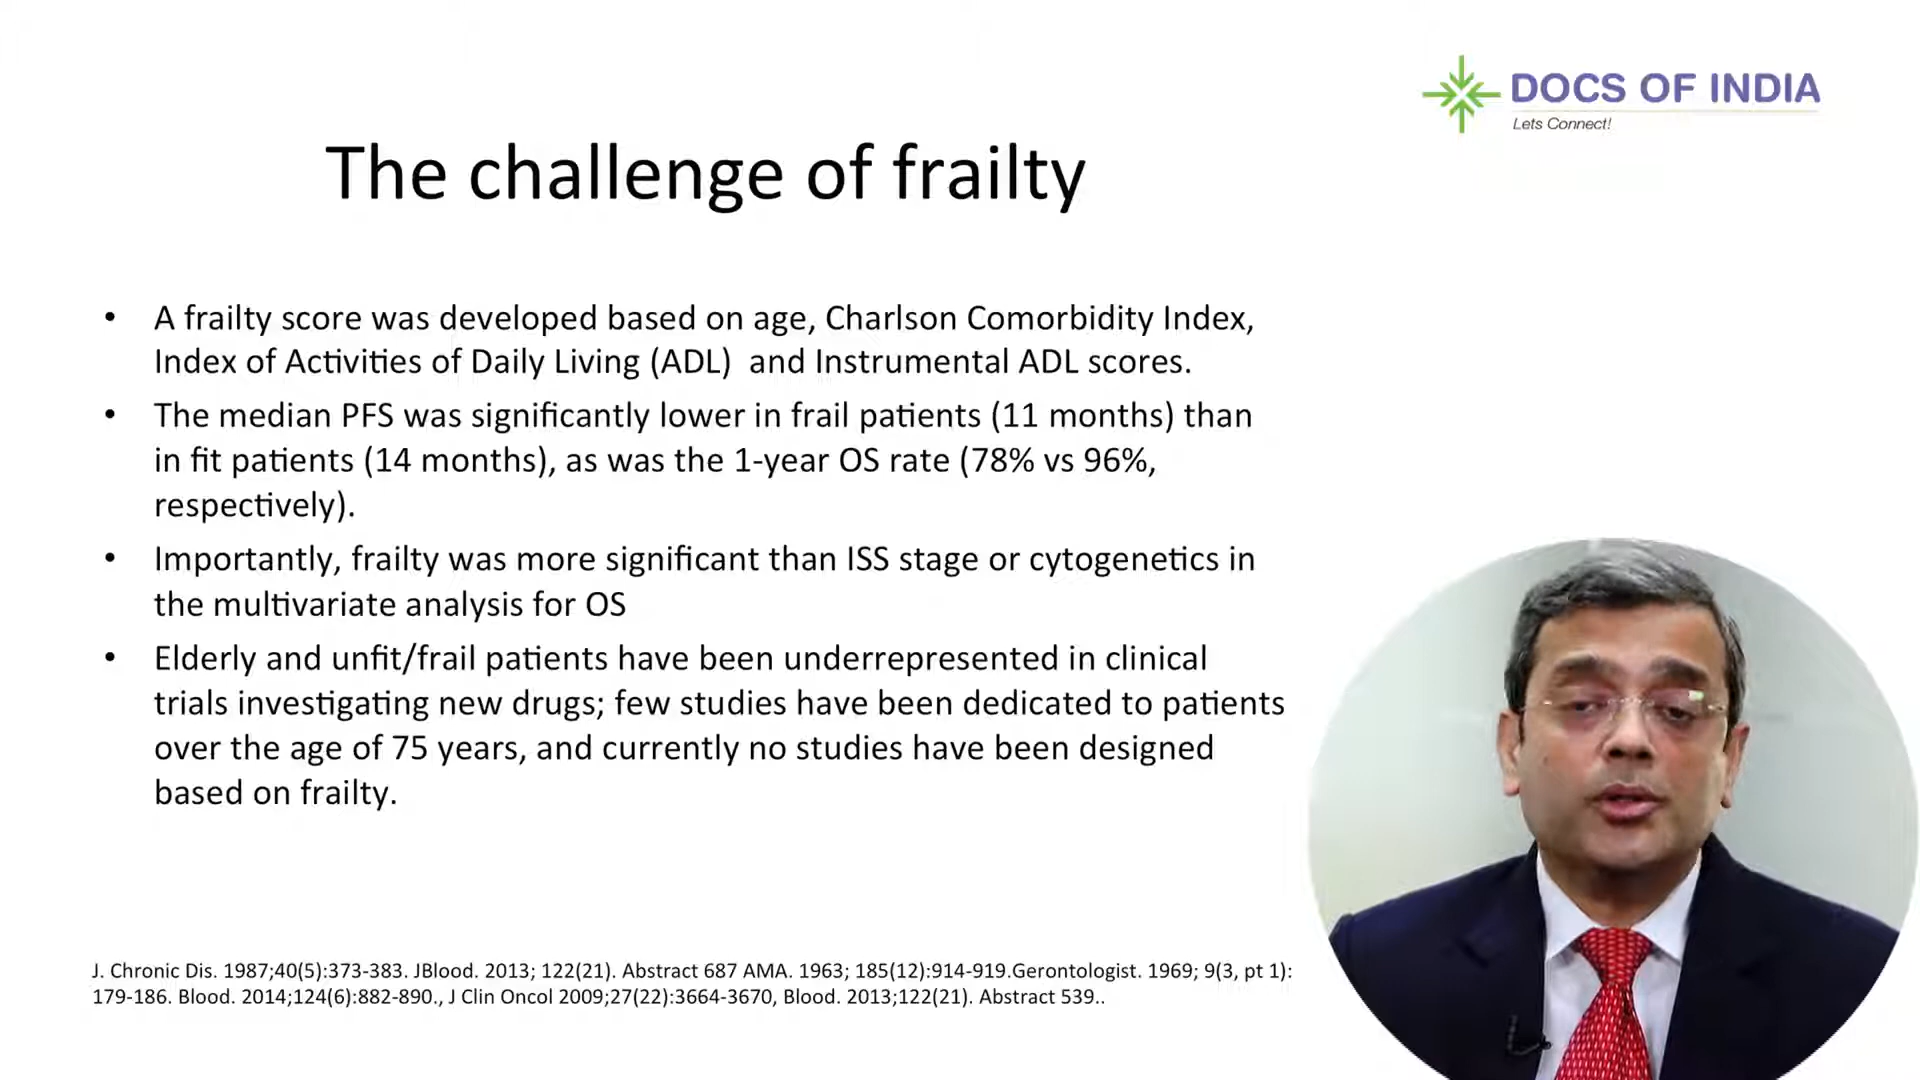 DOCS OF INDIA
Lets Connect!
The challenge of frailty
• A frailty score was developed based on age, Charlson Comorbidity Index,
Index of Activities of Daily Living (ADL)  and Instrumental ADL scores.
• The median PFS was significantly lower in frail patients (11 months) than
in fit patients (14 months), as was the 1-year OS rate (78% vs 96%,
respectively).
• Importantly, frailty was more significant than ISS stage or cytogenetics in
the multivariate analysis for OS
• Elderly and unfit/frail patients have been underrepresented in clinical
trials investigating new drugs; few studies have been dedicated to patients
over the age of 75 years, and currently no studies have been designed
based on frailty.
J. Chronic Dis. 1987;40(5):373-383. JBlood. 2013; 122(21). Abstract 687 AMA. 1963; 185(12):914-919.Gerontologist. 1969; 9(3, pt 1):
179-186. Blood. 2014;124(6):882-890., J Clin Oncol 2009;27(22):3664-3670, Blood. 2013;122(21). Abstract 539..